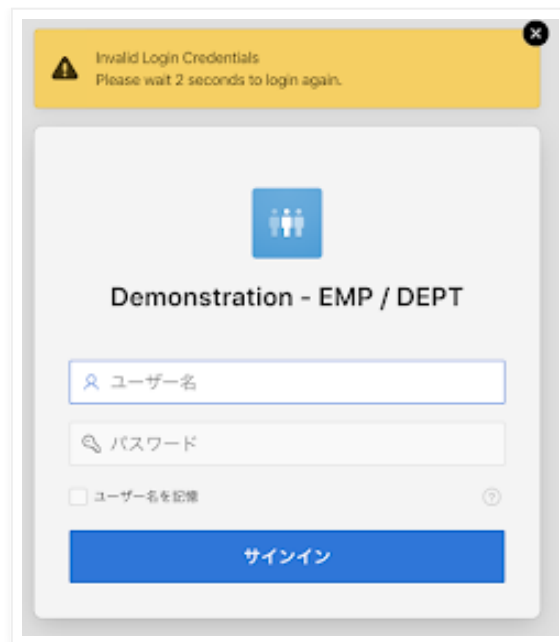 Invalid Login Credentials
Please wait 2 seconds to login again.
Demonstration - EMP / DEPT
ユーザー名
パスワード
ユーザー名を記憶
サインイン